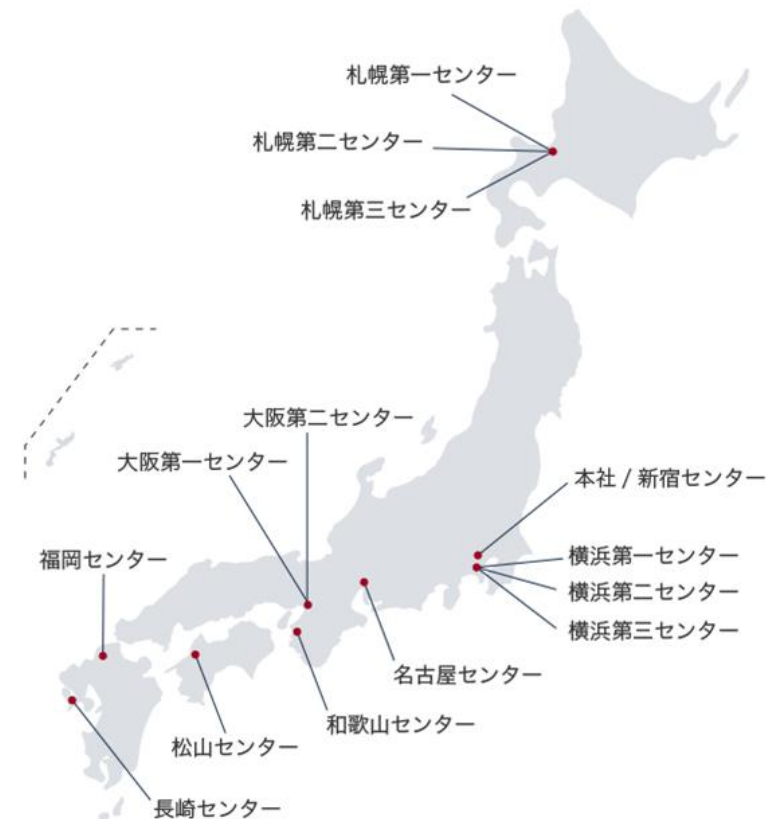 札幌第一センター
札幌第二センター
札幌第三センター
大阪第二センター
大阪第一センター
本社 / 新宿センター
福岡センター
横浜第一センター
横浜第二センター
横浜第三センター
名古屋センター
和歌山センター
松山センター
長崎センター